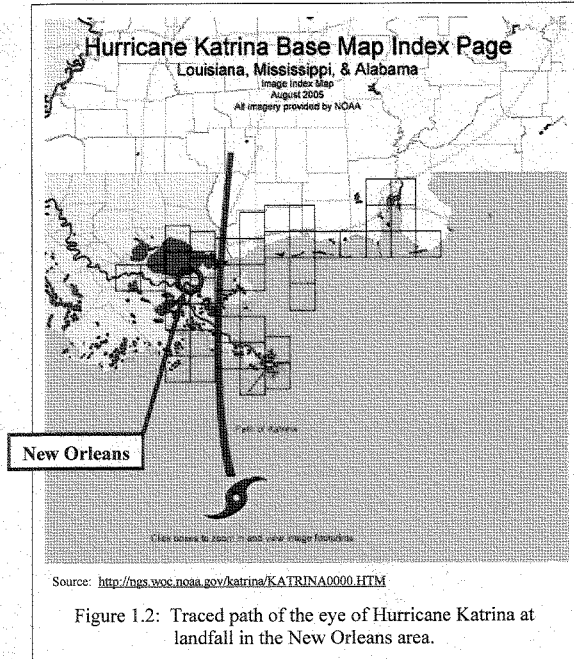 Hurricane Katrina Base Map Index Page
Louisiana, Mississippi, & Alabama
Image Index Map
August 2005
All imagery provided by NOAA
Path of Katrina
New Orleans
Click boxes to zoom in and view image footprints
Source: http://ngs.woc.noaa.gov/katrina/KATRINA0000.HTM
Figure 1.2: Traced path of the eye of Hurricane Katrina at
landfall in the New Orleans area.